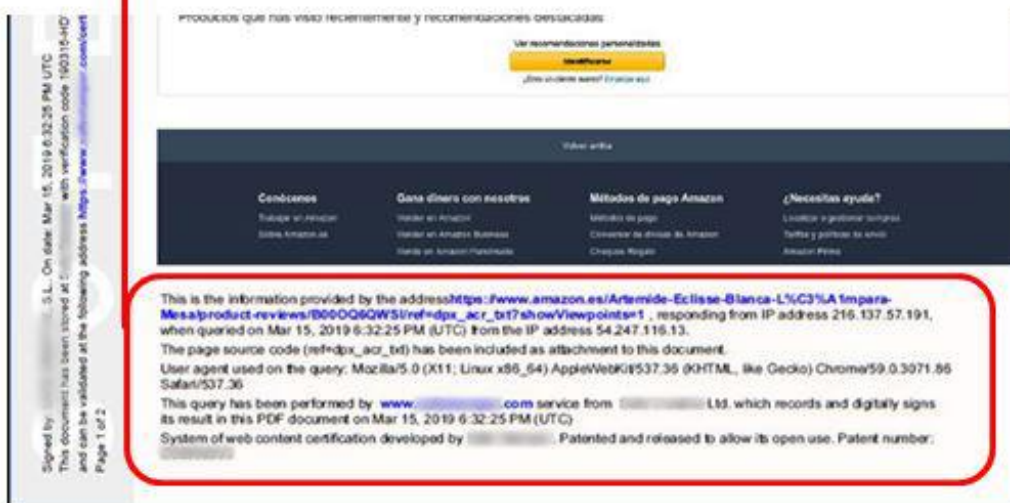 Productos que has visto recientemente y recomendaciones destacadas
Ver recomendaciones personalizadas
Identificarse
¿Eres un cliente nuevo? Empieza aquí
Volver arriba
Conócenos
Trabajar en Amazon
Sobre Amazon.es
Gana dinero con nosotros
Vender en Amazon
Vender en Amazon Business
Vende en Amazon Handmade
Métodos de pago Amazon
Métodos de pago
Conversor de divisas de Amazon
Cheques Regalo
¿Necesitas ayuda?
Localizar o gestionar compras
Tarifas y políticas de envío
Amazon Prime
This is the information provided by the addresshttps://www.amazon.es/Artemide-Eclisse-Blanca-L%C3%A1mpara-
Mesa/product-reviews/B00OQ6QWSI/ref=dpx_acr_txt?showViewpoints=1 , responding from IP address 216.137.57.191,
when queried on Mar 15, 2019 6:32:25 PM (UTC) from the IP address 54.247.116.13.
The page source code (ref=dpx_acr_txt) has been included as attachment to this document.
User agent used on the query: Mozilla/5.0 (X11; Linux x86_64) AppleWebKit/537.36 (KHTML, like Gecko) Chrome/59.0.3071.86
Safari/537.36
This query has been performed by www. .com service from Ltd. which records and digitally signs
its result in this PDF document on Mar 15, 2019 6:32:25 PM (UTC)
System of web content certification developed by . Patented and released to allow its open use. Patent number:
Signed by S.L.. On date: Mar 15, 2019 6:32:25 PM UTC
This document has been stored at with verification code 190315-HD
and can be validated at the following address https://www. .com/cert
Page 1 of 2